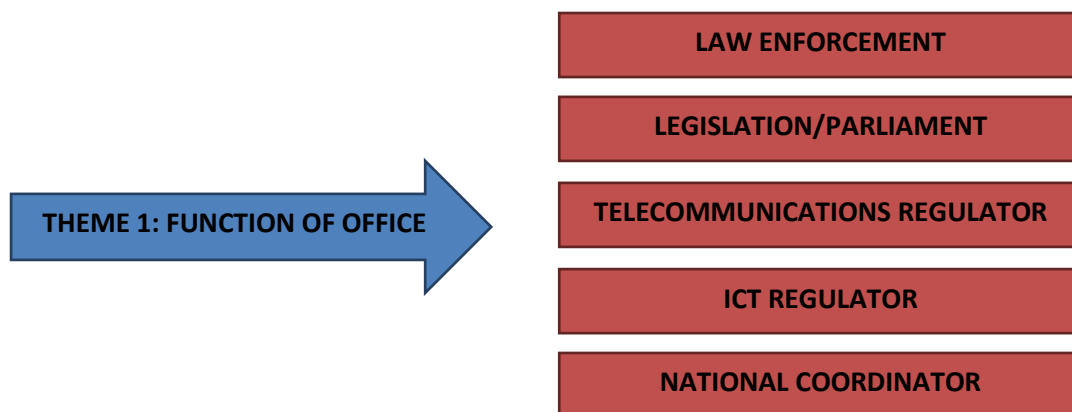 THEME 1: FUNCTION OF OFFICE
LAW ENFORCEMENT
LEGISLATION/PARLIAMENT
TELECOMMUNICATIONS REGULATOR
ICT REGULATOR
NATIONAL COORDINATOR